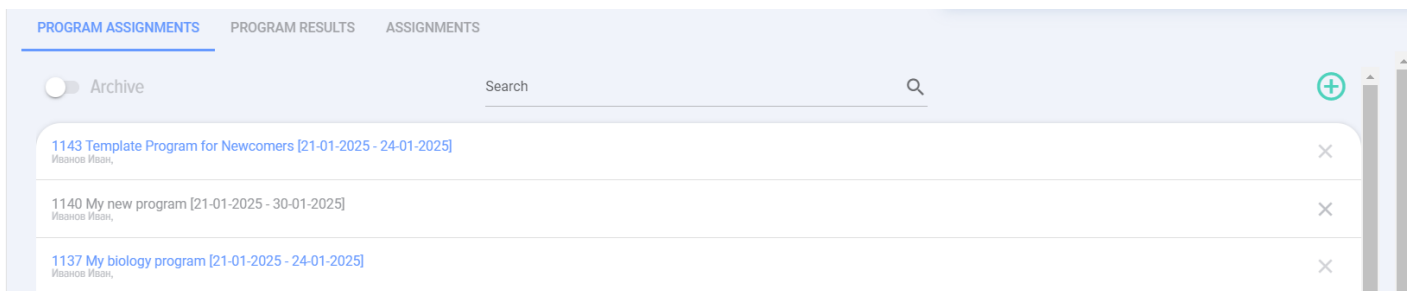 PROGRAM ASSIGNMENTS PROGRAM RESULTS ASSIGNMENTS
Archive Search
1143 Template Program for Newcomers [21-01-2025 - 24-01-2025]
Иванов Иван,
1140 My new program [21-01-2025 - 30-01-2025]
Иванов Иван,
1137 My biology program [21-01-2025 - 24-01-2025]
Иванов Иван,